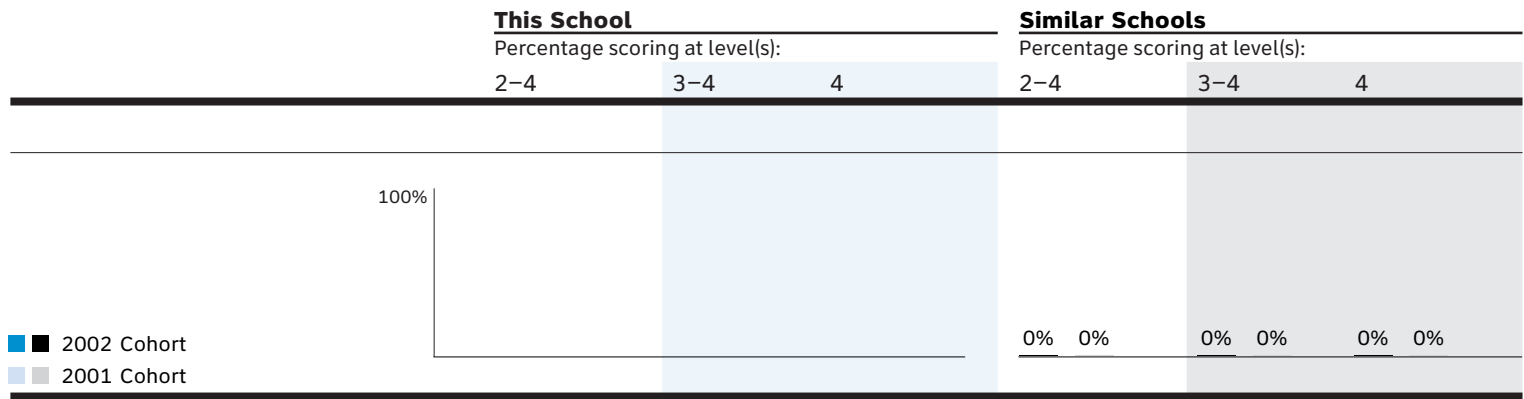 This School Similar Schools
Percentage scoring at level(s): Percentage scoring at level(s):
2–4 3–4 4 2–4 3–4 4
100%
0% 0% 0% 0% 0% 0%
2002 Cohort
2001 Cohort